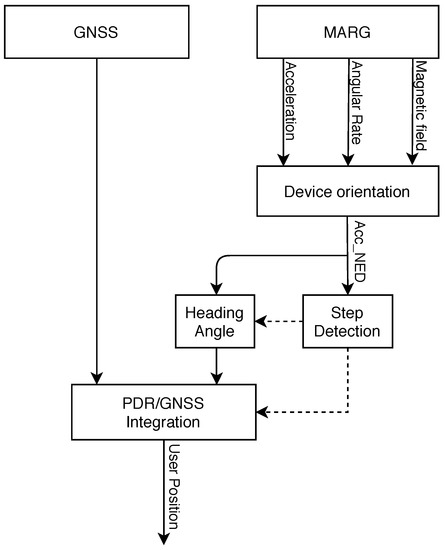 GNSS
MARG
Acceleration
Angular Rate
Magnetic field
Device orientation
Acc_NED
Heading
Angle
Step
Detection
PDR/GNSS
Integration
User Position